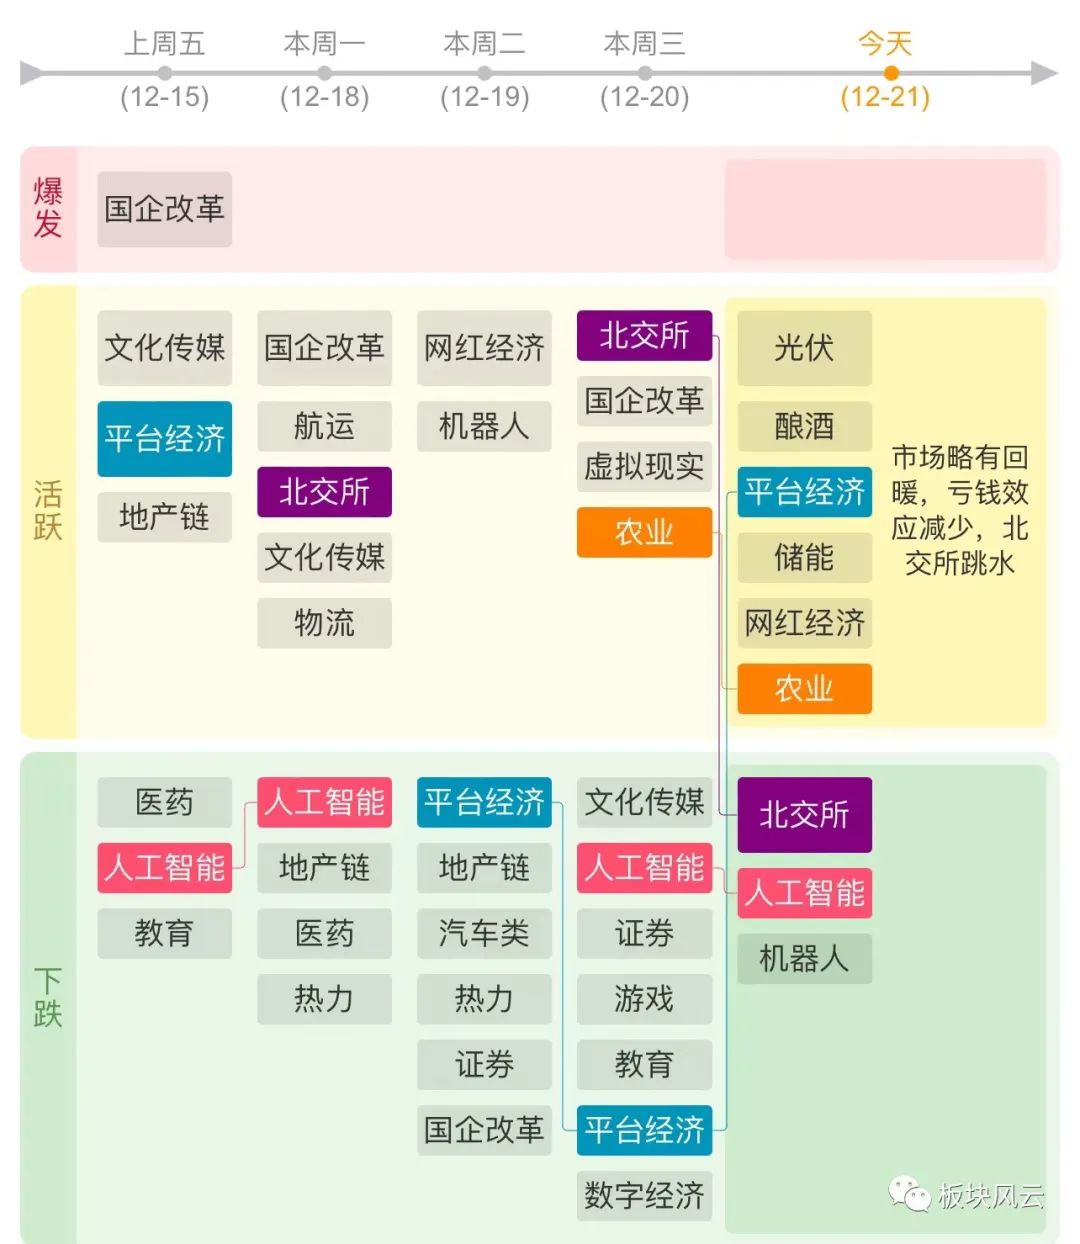 上周五
本周一
本周二
本周三
今天
(12-15)
(12-18)
(12-19)
(12-20)
(12-21)
爆
发
国企改革
活
跃
文化传媒
平台经济
地产链
国企改革
航运
北交所
文化传媒
物流
网红经济
机器人
北交所
国企改革
虚拟现实
农业
光伏
酿酒
平台经济
储能
网红经济
农业
市场略有回
暖，亏钱效
应减少，北
交所跳水
下
跌
医药
人工智能
教育
人工智能
地产链
医药
热力
平台经济
地产链
汽车类
热力
证券
国企改革
文化传媒
人工智能
证券
游戏
教育
平台经济
数字经济
北交所
人工智能
机器人
板块风云